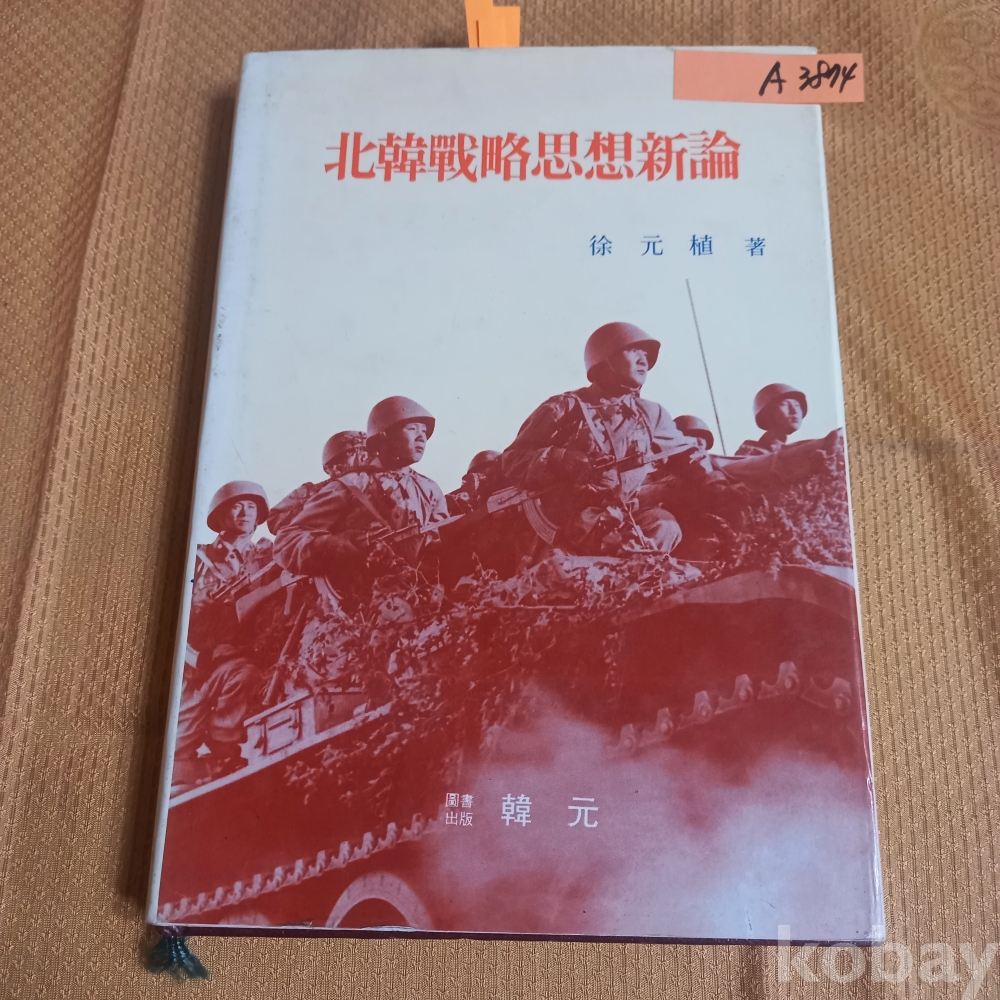 A 3874
北韓戰略思想新論
徐元植 著
圖書出版 韓元
kobay